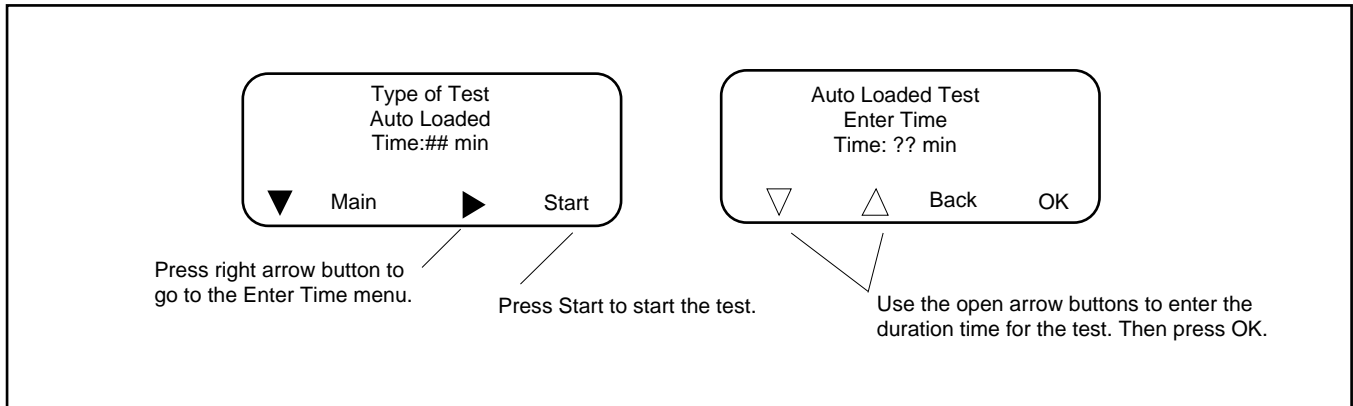 Type of Test
Auto Loaded
Time:## min
Main
Start
Press right arrow button to
go to the Enter Time menu.
Press Start to start the test.
Auto Loaded Test
Enter Time
Time: ?? min
Back
OK
Use the open arrow buttons to enter the
duration time for the test. Then press OK.